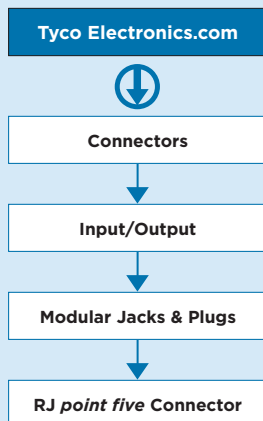 Tyco Electronics.com
Connectors
Input/Output
Modular Jacks & Plugs
RJ point five Connector